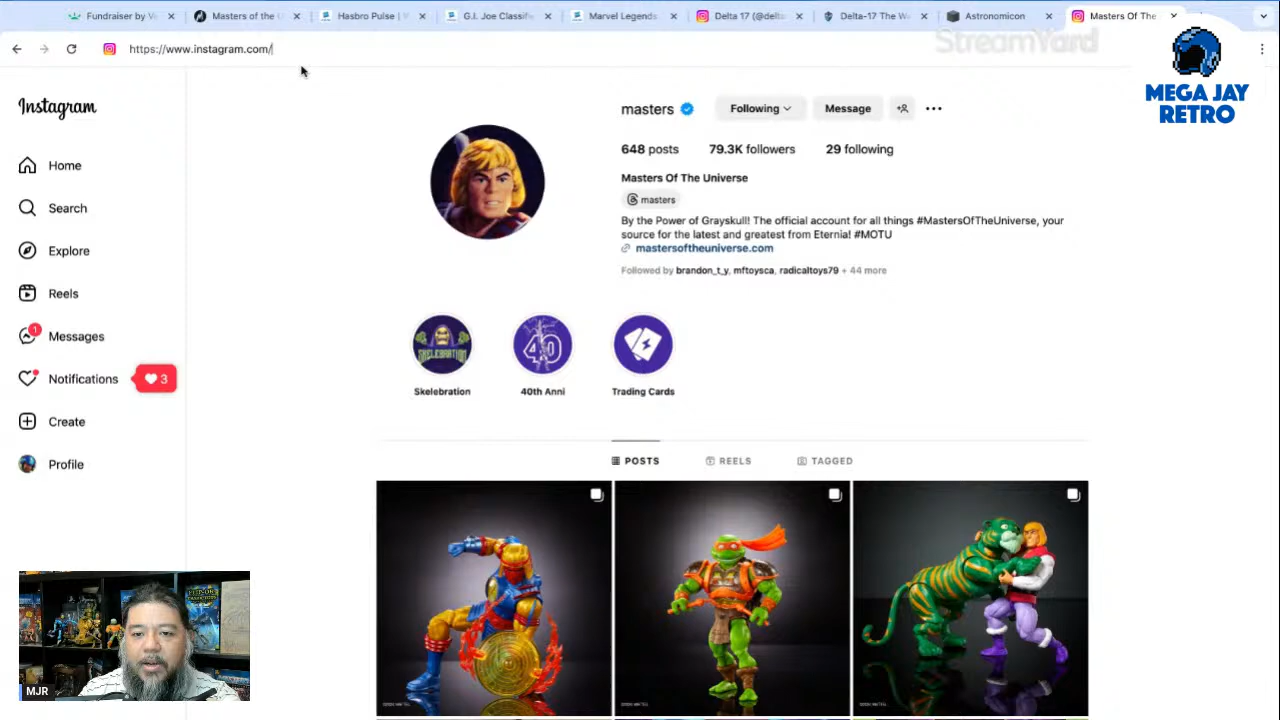 Fundraiser by V
Masters of the U
Hasbro Pulse | 
G.I. Joe Classifie
Marvel Legends
Delta 17 (@delta
Delta-17 The W
Astronomicon
Masters Of The
https://www.instagram.com/
StreamYard
MEGA JAY
RETRO
Instagram
masters
Following
Message
648 posts
79.3K followers
29 following
Masters Of The Universe
masters
By the Power of Grayskull! The official account for all things #MastersOfTheUniverse, your
source for the latest and greatest from Eternia! #MOTU
mastersoftheuniverse.com
Followed by brandon_t_y, mftoysca, radicaltoys79 + 44 more
Home
Search
Explore
Reels
1
Messages
Notifications
3
Create
Profile
SKELEBRATION
40
Skelebration
40th Anni
Trading Cards
POSTS
REELS
TAGGED
MJR